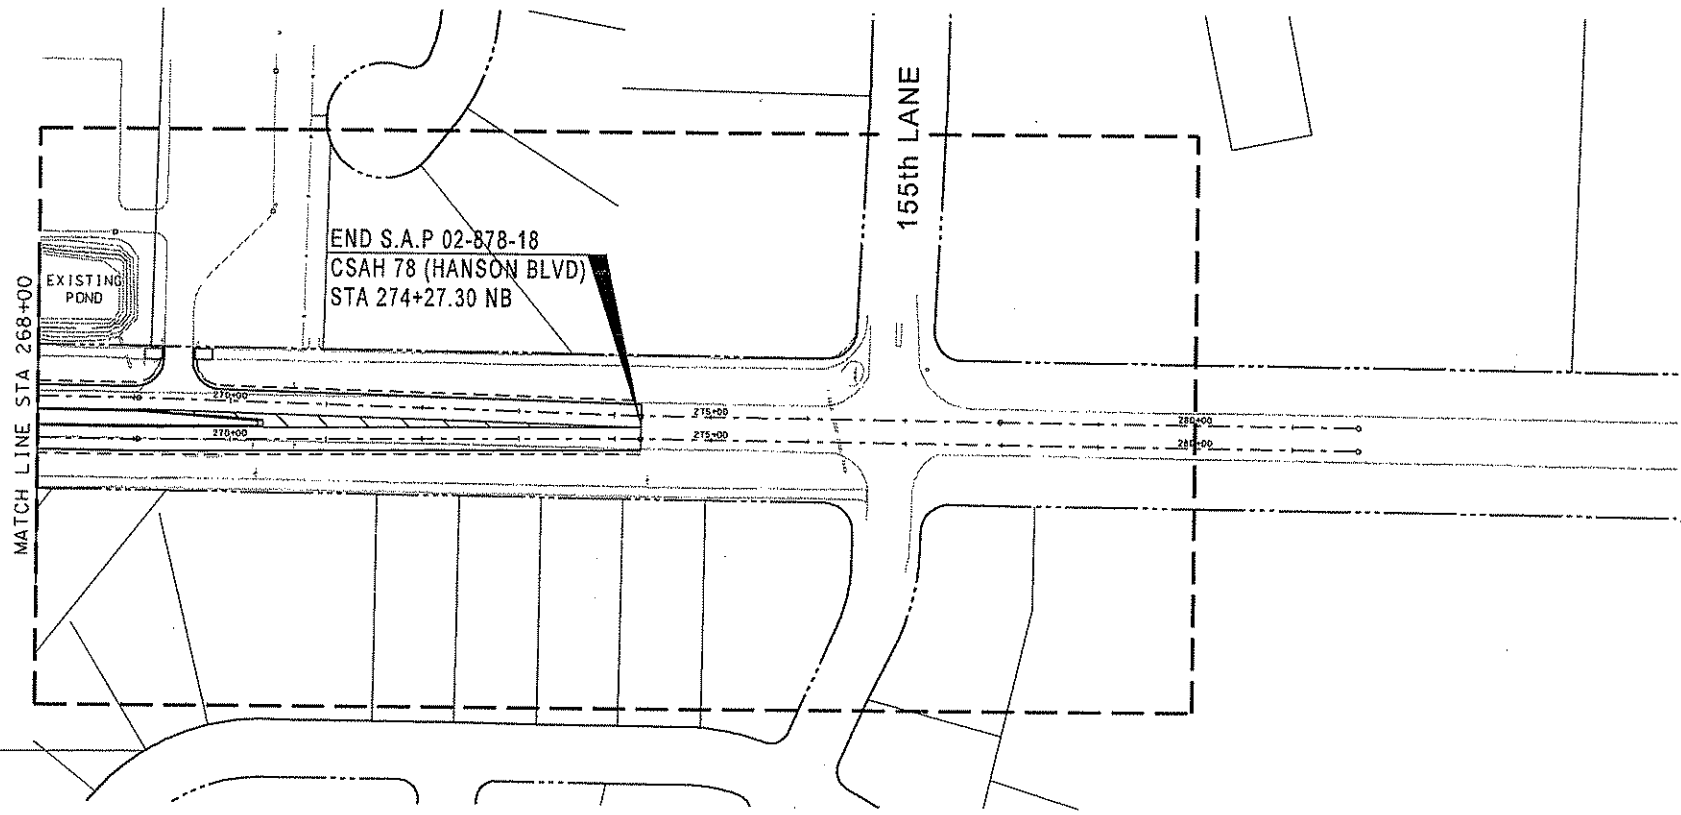 155th LANE
END S.A.P 02-878-18
CSAH 78 (HANSON BLVD)
STA 274+27.30 NB
EXISTING
POND
MATCH LINE STA 268+00
270+00
275+00
280+00
270+00
275+00
280+00